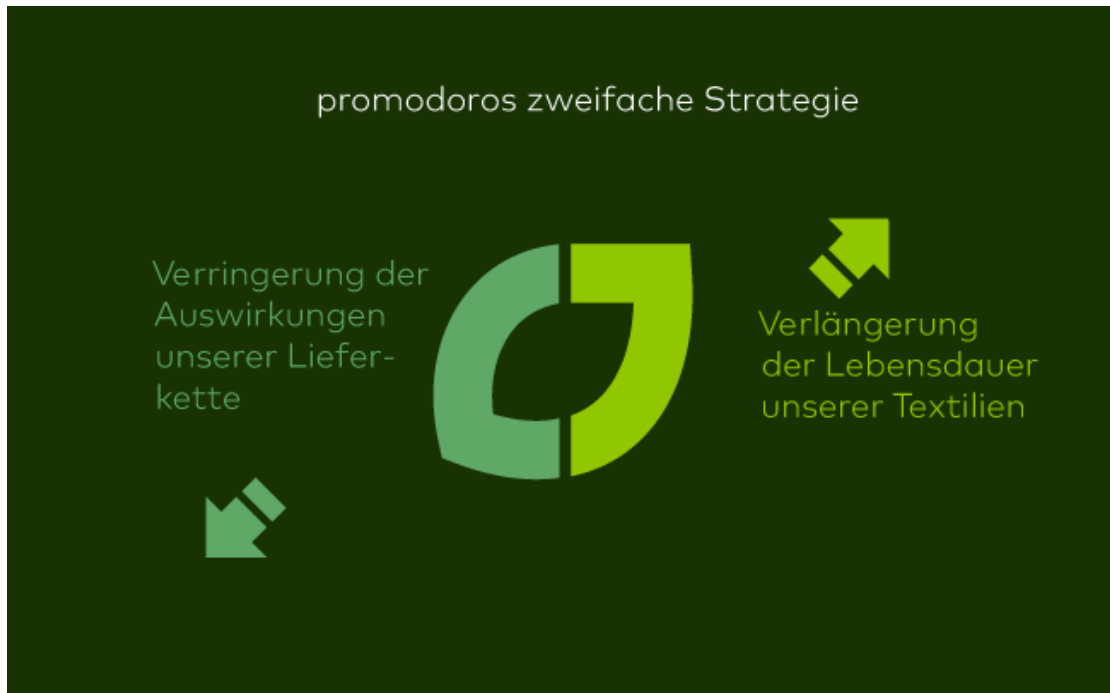 promodoros zweifache Strategie
Verringerung der
Auswirkungen
unserer Liefer-
kette
Verlängerung
der Lebensdauer
unserer Textilien